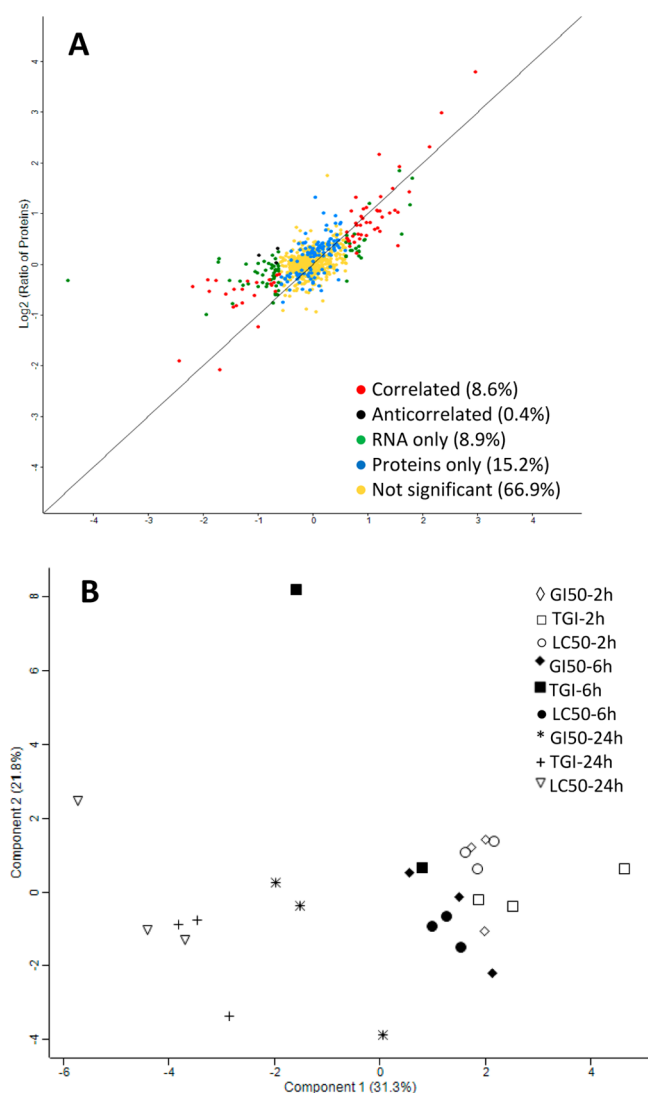 A
4
3
2
1
0
-1
-2
-3
-4
Log2 (Ratio of Proteins)
Correlated (8.6%)
Anticorrelated (0.4%)
RNA only (8.9%)
Proteins only (15.2%)
Not significant (66.9%)
-4 -3 -2 -1 0 1 2 3 4
B
8
6
4
2
0
-2
-4
Component 2 (21.8%)
GI50-2h
TGI-2h
LC50-2h
GI50-6h
TGI-6h
LC50-6h
GI50-24h
TGI-24h
LC50-24h
-6 -4 -2 0 2 4
Component 1 (31.3%)